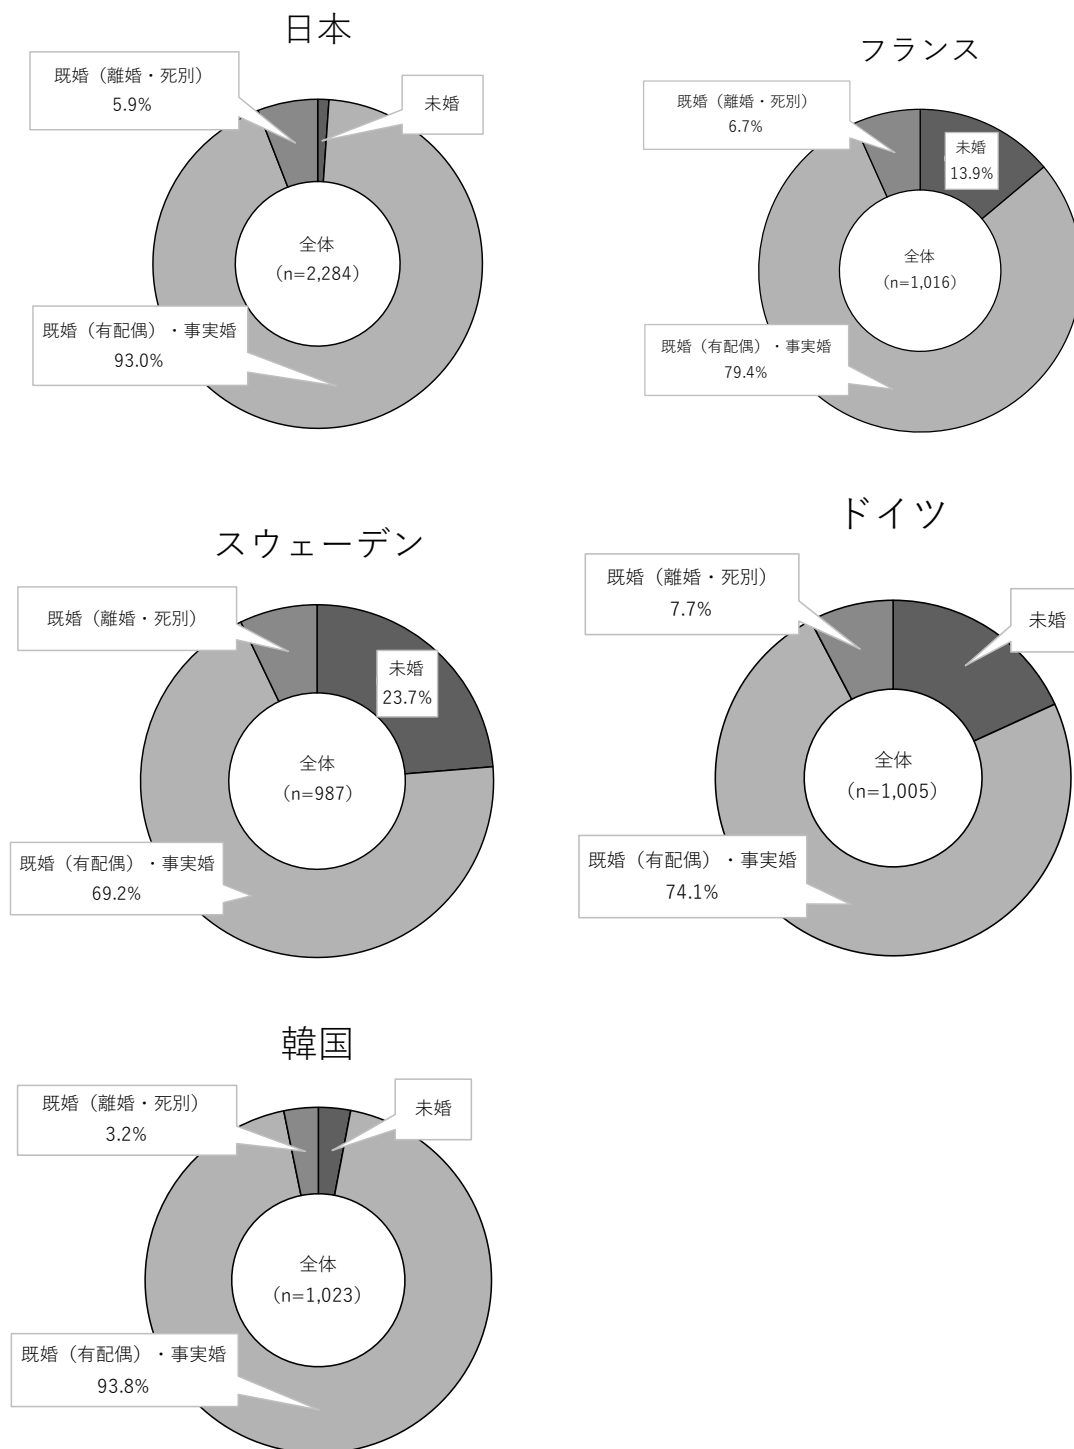 日本
既婚（離婚・死別）
5.9%
未婚
全体
（n=2,284）
既婚（有配偶）・事実婚
93.0%
フランス
既婚（離婚・死別）
6.7%
未婚
13.9%
全体
（n=1,016）
既婚（有配偶）・事実婚
79.4%
スウェーデン
既婚（離婚・死別）
未婚
23.7%
全体
（n=987）
既婚（有配偶）・事実婚
69.2%
ドイツ
既婚（離婚・死別）
7.7%
未婚
全体
（n=1,005）
既婚（有配偶）・事実婚
74.1%
韓国
既婚（離婚・死別）
3.2%
未婚
全体
（n=1,023）
既婚（有配偶）・事実婚
93.8%